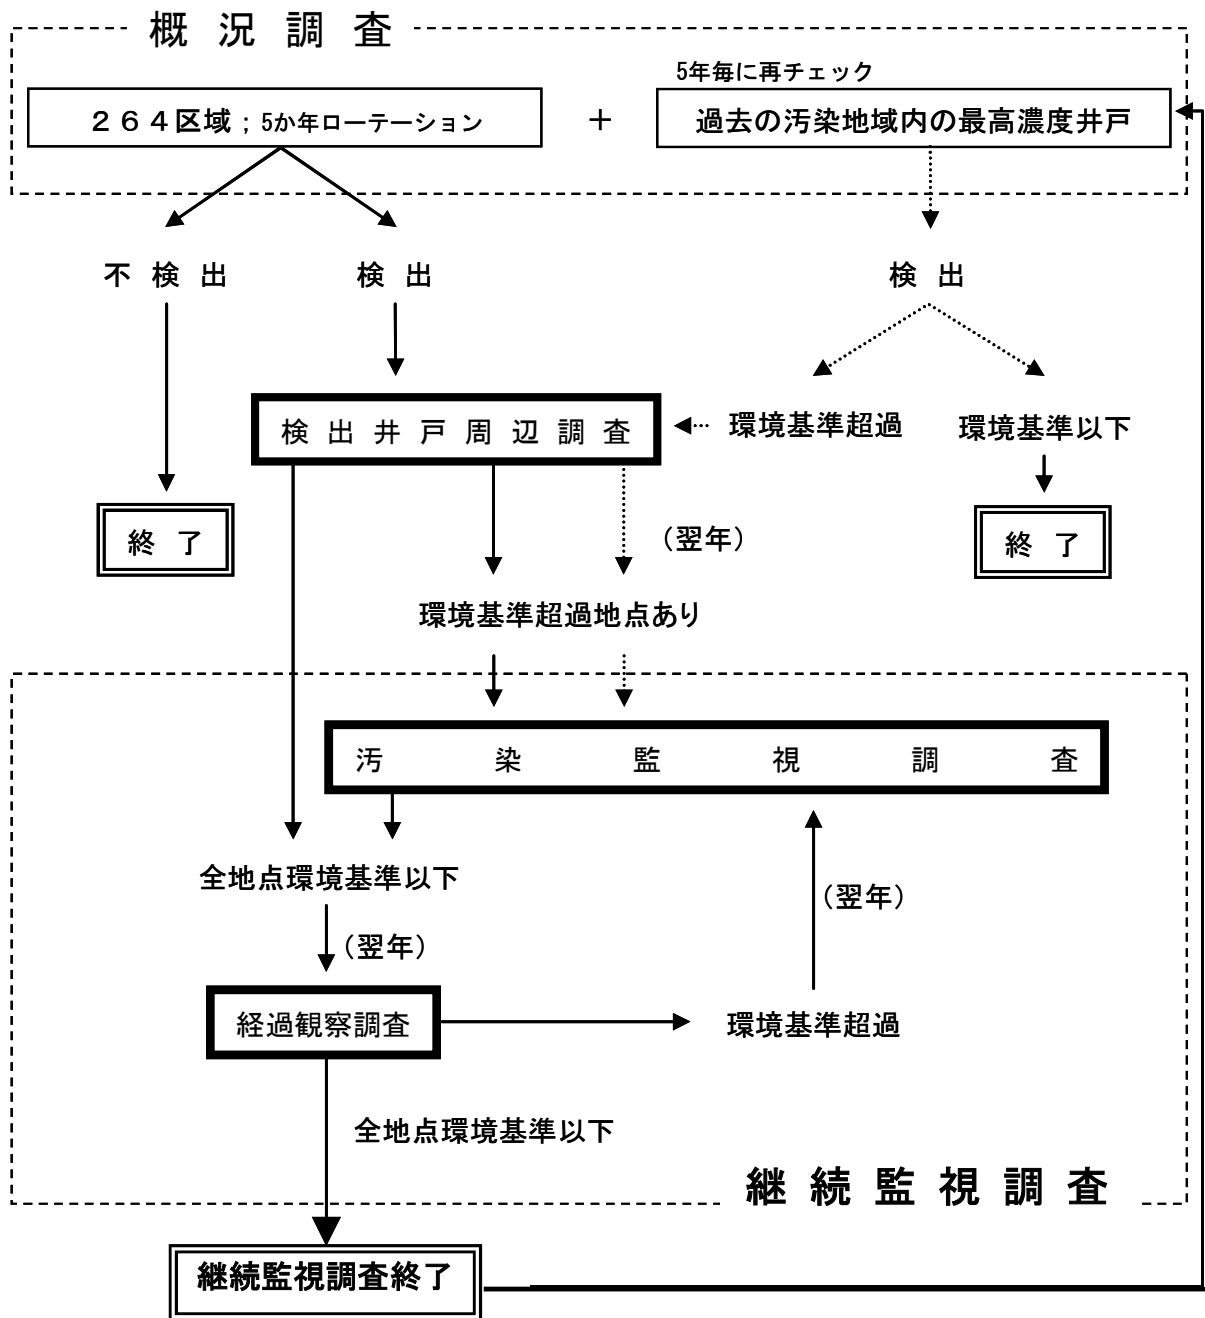 概況調査
5年毎に再チェック
２６４区域；5か年ローテーション
＋
過去の汚染地域内の最高濃度井戸
不検出
検出
検出
検出井戸周辺調査
環境基準超過
環境基準以下
終了
（翌年）
終了
環境基準超過地点あり
汚染監視調査
全地点環境基準以下
（翌年）
（翌年）
経過観察調査
環境基準超過
全地点環境基準以下
継続監視調査
継続監視調査終了